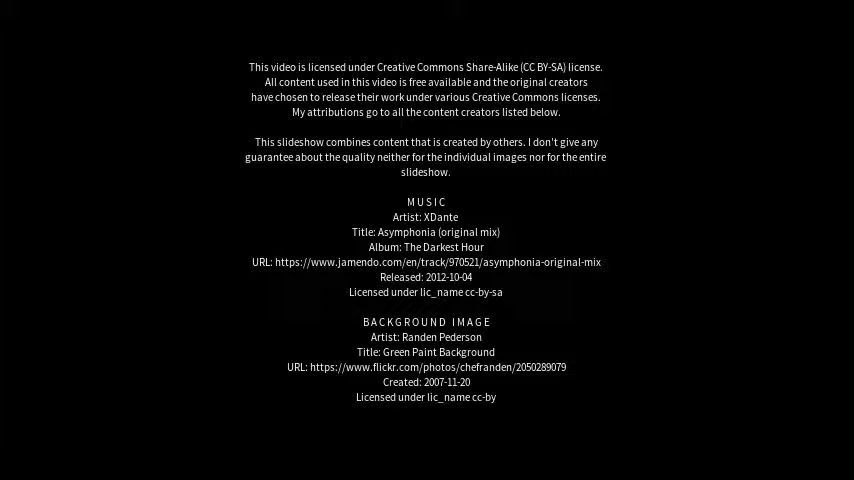 This video is licensed under Creative Commons Share-Alike (CC BY-SA) license.
All content used in this video is free available and the original creators
have chosen to release their work under various Creative Commons licenses.
My attributions go to all the content creators listed below.
This slideshow combines content that is created by others. I don't give any
guarantee about the quality neither for the individual images nor for the entire
slideshow.
MUSIC
Artist: XDante
Title: Asymphonia (original mix)
Album: The Darkest Hour
URL: https://www.jamendo.com/en/track/970521/asymphonia-original-mix
Released: 2012-10-04
Licensed under lic_name cc-by-sa
BACKGROUND IMAGE
Artist: Randen Pederson
Title: Green Paint Background
URL: https://www.flickr.com/photos/chefranden/2050289079
Created: 2007-11-20
Licensed under lic_name cc-by